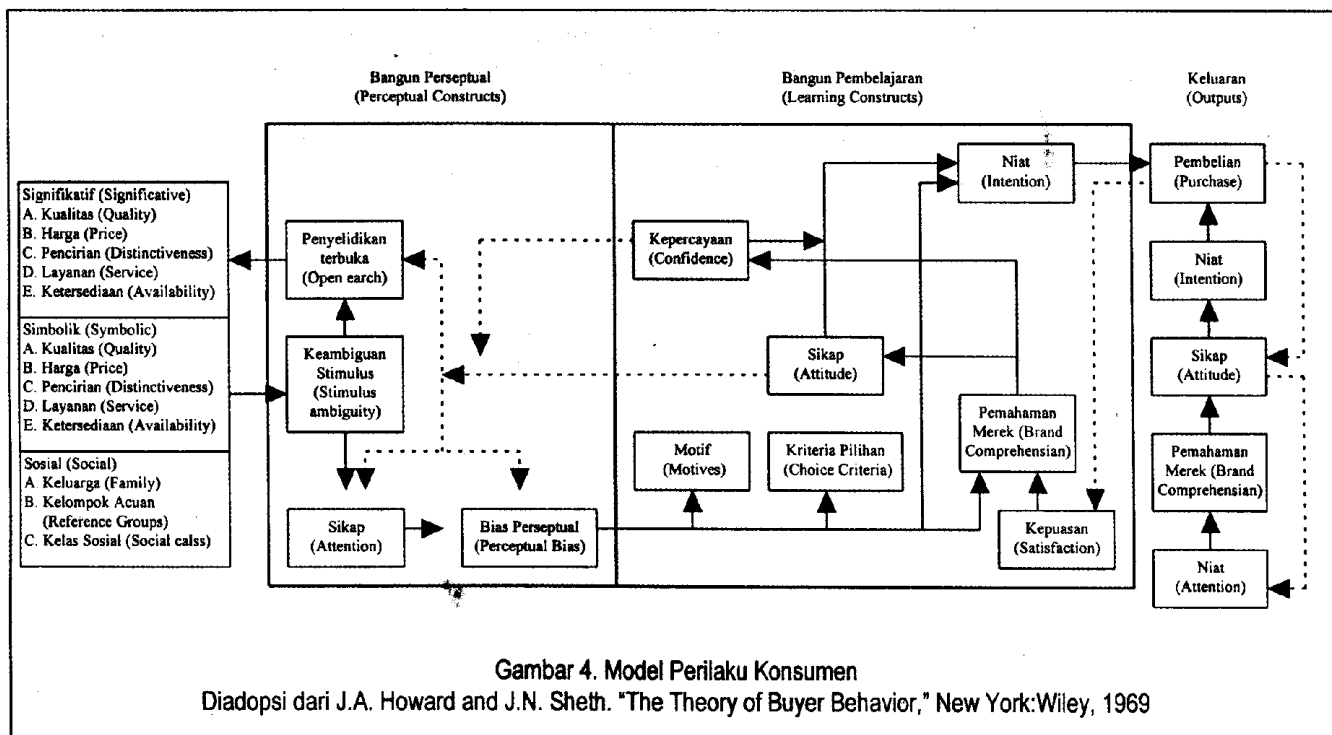 Bangun Perseptual
(Perceptual Constructs)
Bangun Pembelajaran
(Learning Constructs)
Keluaran
(Outputs)
Signifikatif (Significative)
A. Kualitas (Quality)
B. Harga (Price)
C. Pencirian (Distinctiveness)
D. Layanan (Service)
E. Ketersediaan (Availability)
Simbolik (Symbolic)
A. Kualitas (Quality)
B. Harga (Price)
C. Pencirian (Distinctiveness)
D. Layanan (Service)
E. Ketersediaan (Availability)
Sosial (Social)
A. Keluarga (Family)
B. Kelompok Acuan
(Reference Groups)
C. Kelas Sosial (Social calss)
Penyelidikan
terbuka
(Open earch)
Keambiguan
Stimulus
(Stimulus
ambiguity)
Sikap
(Attention)
Bias Perseptual
(Perceptual Bias)
Kepercayaan
(Confidence)
Sikap
(Attitude)
Motif
(Motives)
Kriteria Pilihan
(Choice Criteria)
Niat
(Intention)
Pemahaman
Merek (Brand
Comprehensian)
Kepuasan
(Satisfaction)
Pembelian
(Purchase)
Niat
(Intention)
Sikap
(Attitude)
Pemahaman
Merek (Brand
Comprehensian)
Niat
(Attention)
Gambar 4. Model Perilaku Konsumen
Diadopsi dari J.A. Howard and J.N. Sheth. "The Theory of Buyer Behavior," New York:Wiley, 1969